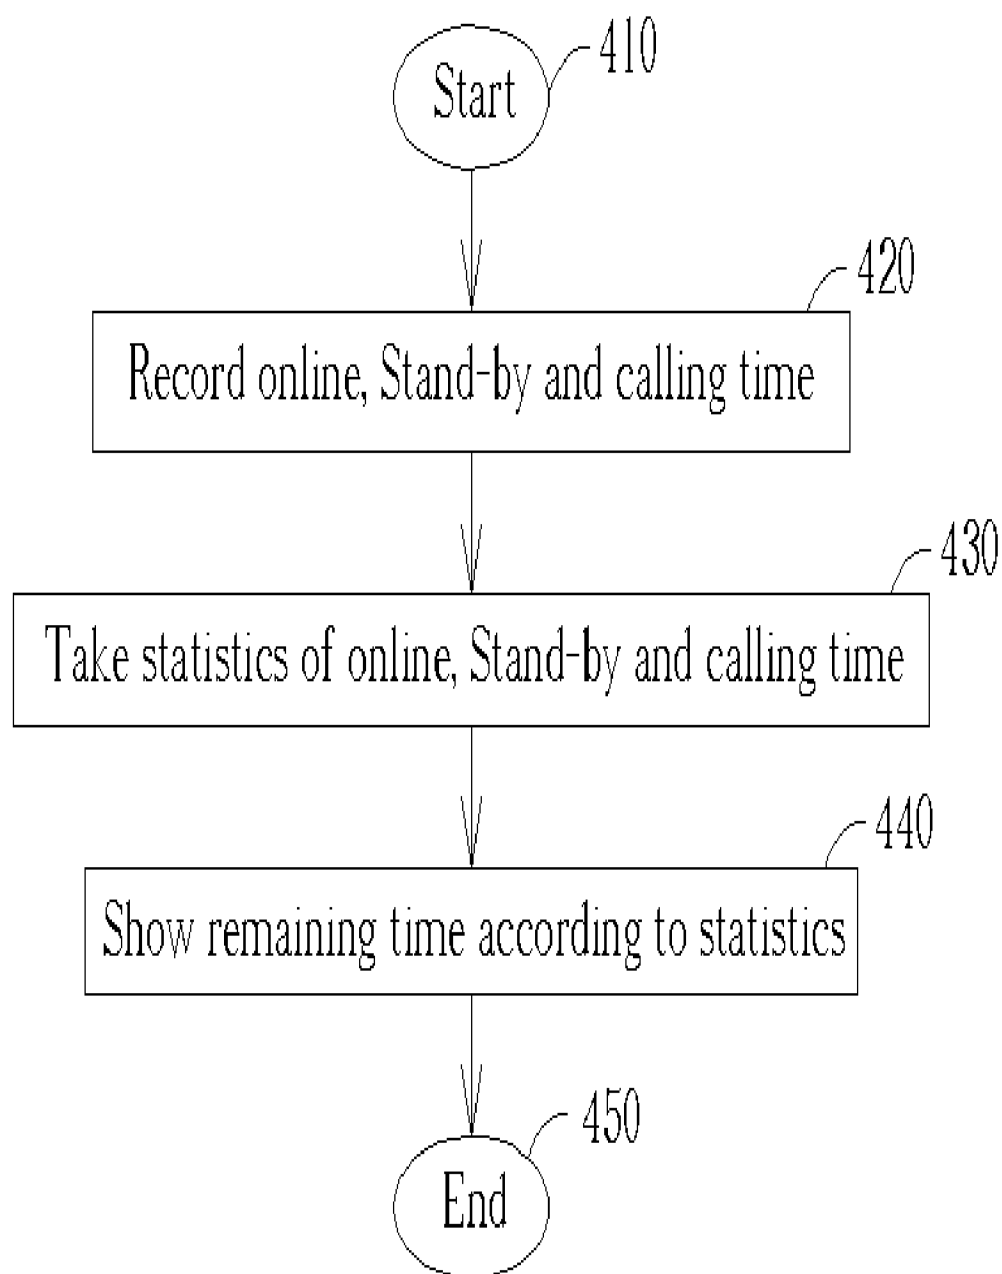 410
Start
420
Record online, Stand-by and calling time
430
Take statistics of online, Stand-by and calling time
440
Show remaining time according to statistics
450
End